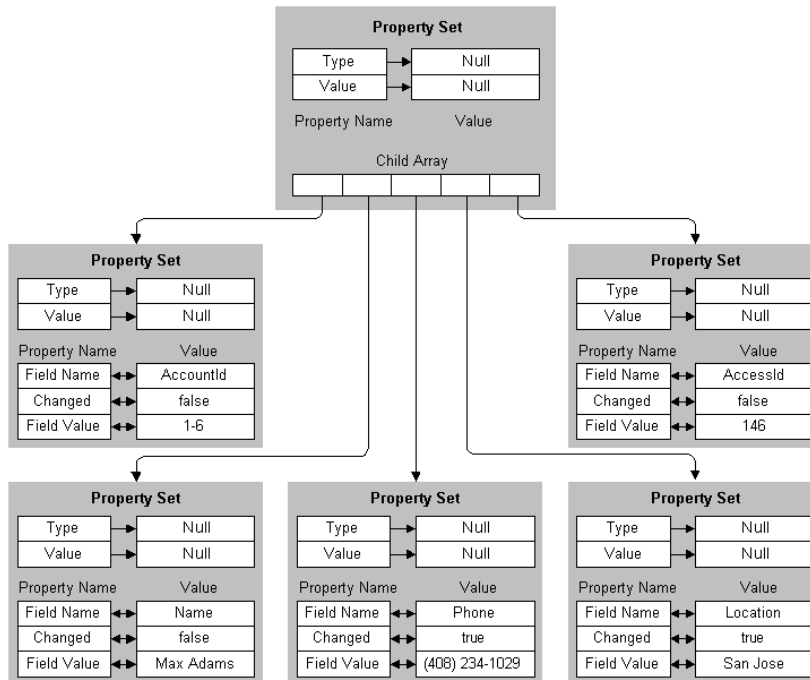 Property Set
Type Null
Value Null
Property Name Value
Child Array
Property Set
Type Null
Value Null
Property Name Value
Field Name AccountId
Changed false
Field Value 1-6
Property Set
Type Null
Value Null
Property Name Value
Field Name AccessId
Changed false
Field Value 146
Property Set
Type Null
Value Null
Property Name Value
Field Name Name
Changed false
Field Value Max Adams
Property Set
Type Null
Value Null
Property Name Value
Field Name Phone
Changed true
Field Value (408) 234-1029
Property Set
Type Null
Value Null
Property Name Value
Field Name Location
Changed true
Field Value San Jose